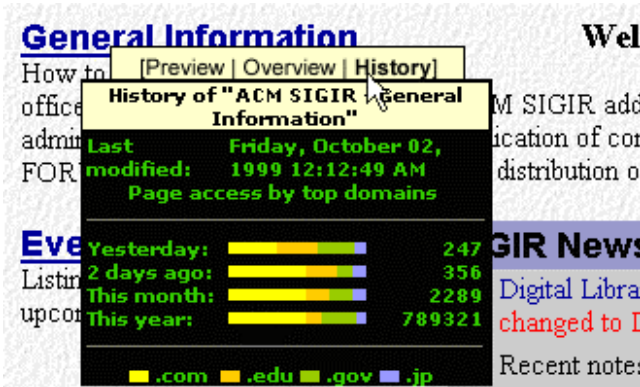 General Information
Wel
How to
[Preview | Overview | History]
office
History of "ACM SIGIR - General
Information"
M SIGIR add
admin
ication of con
FOR
distribution o
Last modified:
Friday, October 02,
1999 12:12:49 AM
Page access by top domains
Eve
GIR News
Yesterday: 247
2 days ago: 356
This month: 2289
This year: 789321
Listin
upcon
Digital Libra
changed to D
Recent notes
.com .edu .gov .jp